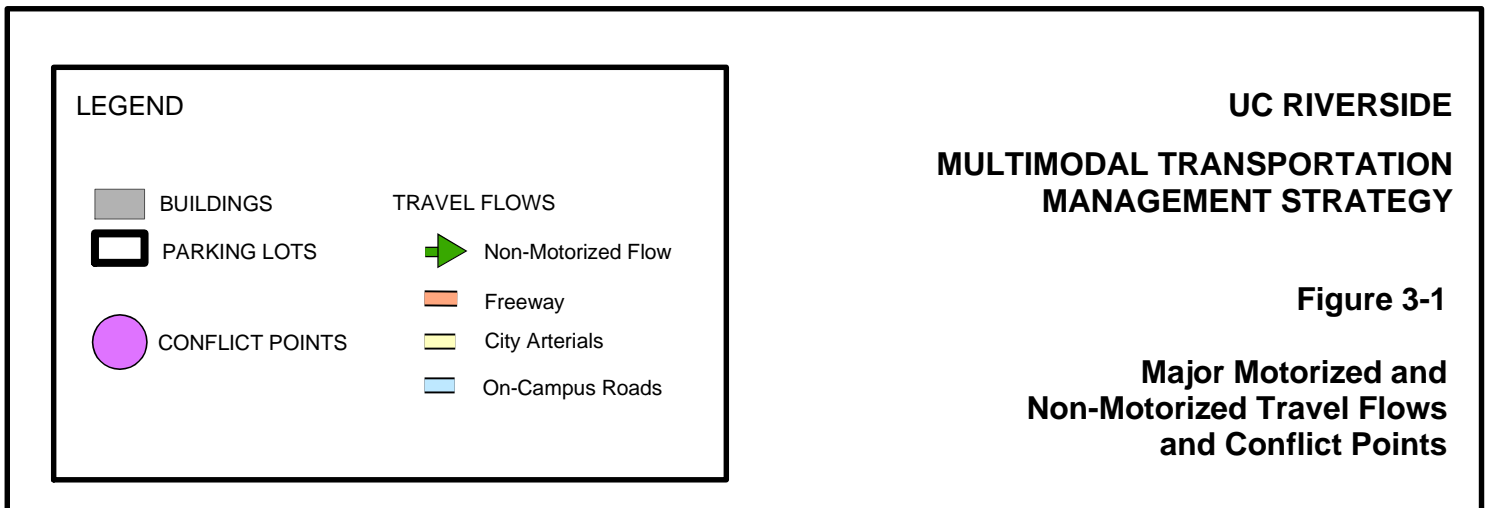 LEGEND
BUILDINGS
PARKING LOTS
CONFLICT POINTS
TRAVEL FLOWS
Non-Motorized Flow
Freeway
City Arterials
On-Campus Roads
UC RIVERSIDE
MULTIMODAL TRANSPORTATION
MANAGEMENT STRATEGY
Figure 3-1
Major Motorized and
Non-Motorized Travel Flows
and Conflict Points